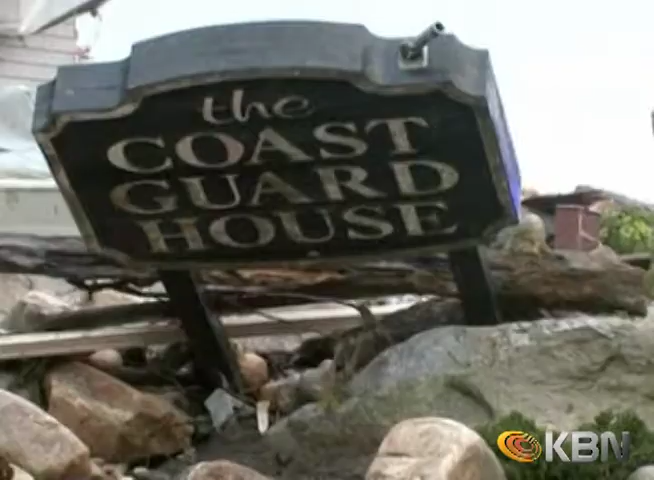 the
COAST
GUARD
HOUSE
KBN